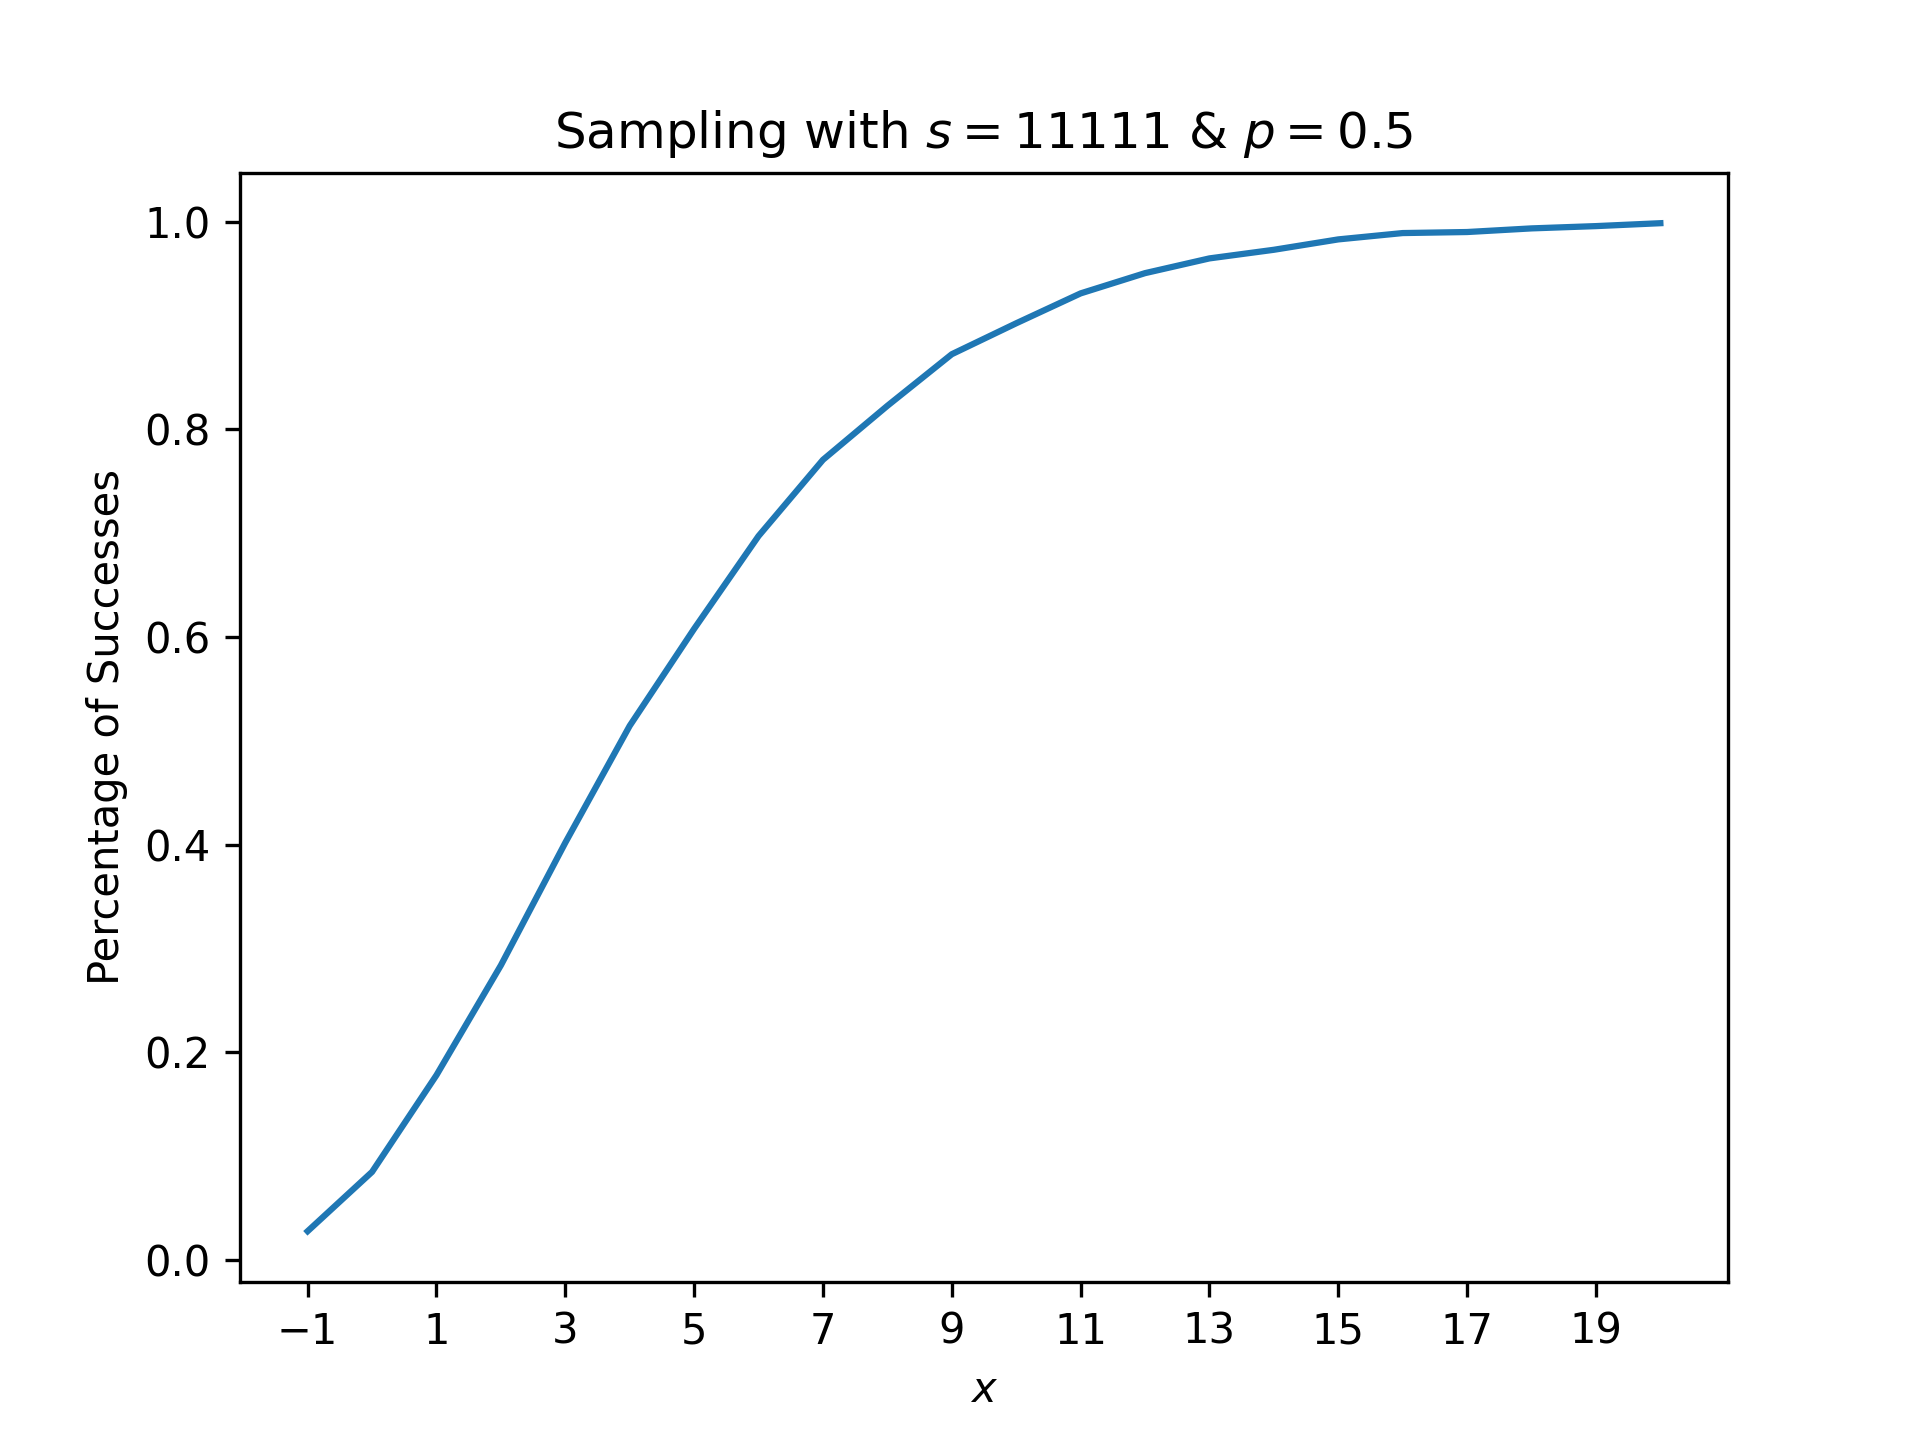 Sampling with s = 11111 & p = 0.5
Percentage of Successes
1.0
0.8
0.6
0.4
0.2
0.0
−1 1 3 5 7 9 11 13 15 17 19
x